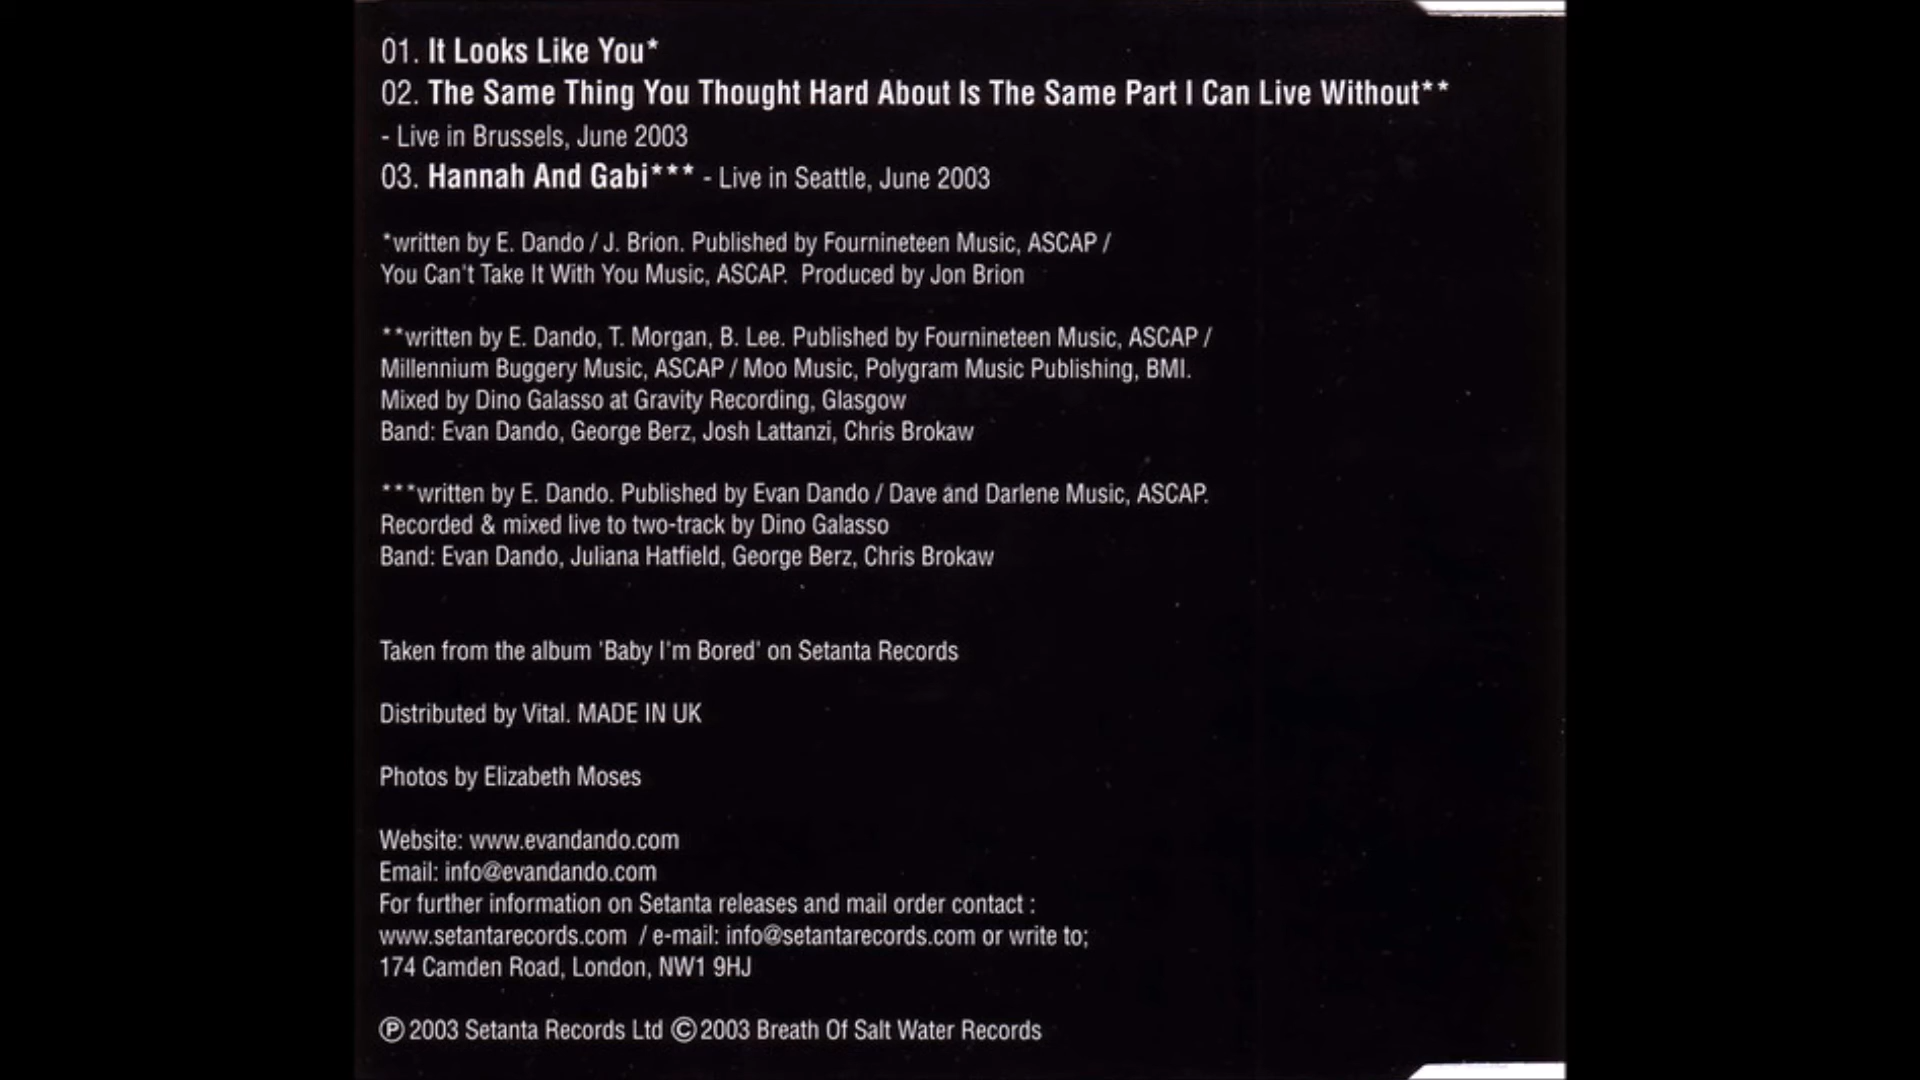 01. It Looks Like You*
02. The Same Thing You Thought Hard About Is The Same Part I Can Live Without**
- Live in Brussels, June 2003
03. Hannah And Gabi*** - Live in Seattle, June 2003
*written by E. Dando / J. Brion. Published by Fournineteen Music, ASCAP /
You Can't Take It With You Music, ASCAP. Produced by Jon Brion
**written by E. Dando, T. Morgan, B. Lee. Published by Fournineteen Music, ASCAP /
Millennium Buggery Music, ASCAP / Moo Music, Polygram Music Publishing, BMI.
Mixed by Dino Galasso at Gravity Recording, Glasgow
Band: Evan Dando, George Berz, Josh Lattanzi, Chris Brokaw
***written by E. Dando. Published by Evan Dando / Dave and Darlene Music, ASCAP.
Recorded & mixed live to two-track by Dino Galasso
Band: Evan Dando, Juliana Hatfield, George Berz, Chris Brokaw
Taken from the album 'Baby I'm Bored' on Setanta Records
Distributed by Vital. MADE IN UK
Photos by Elizabeth Moses
Website: www.evandando.com
Email: info@evandando.com
For further information on Setanta releases and mail order contact :
www.setantarecords.com / e-mail: info@setantarecords.com or write to;
174 Camden Road, London, NW1 9HJ
Ⓟ 2003 Setanta Records Ltd © 2003 Breath Of Salt Water Records